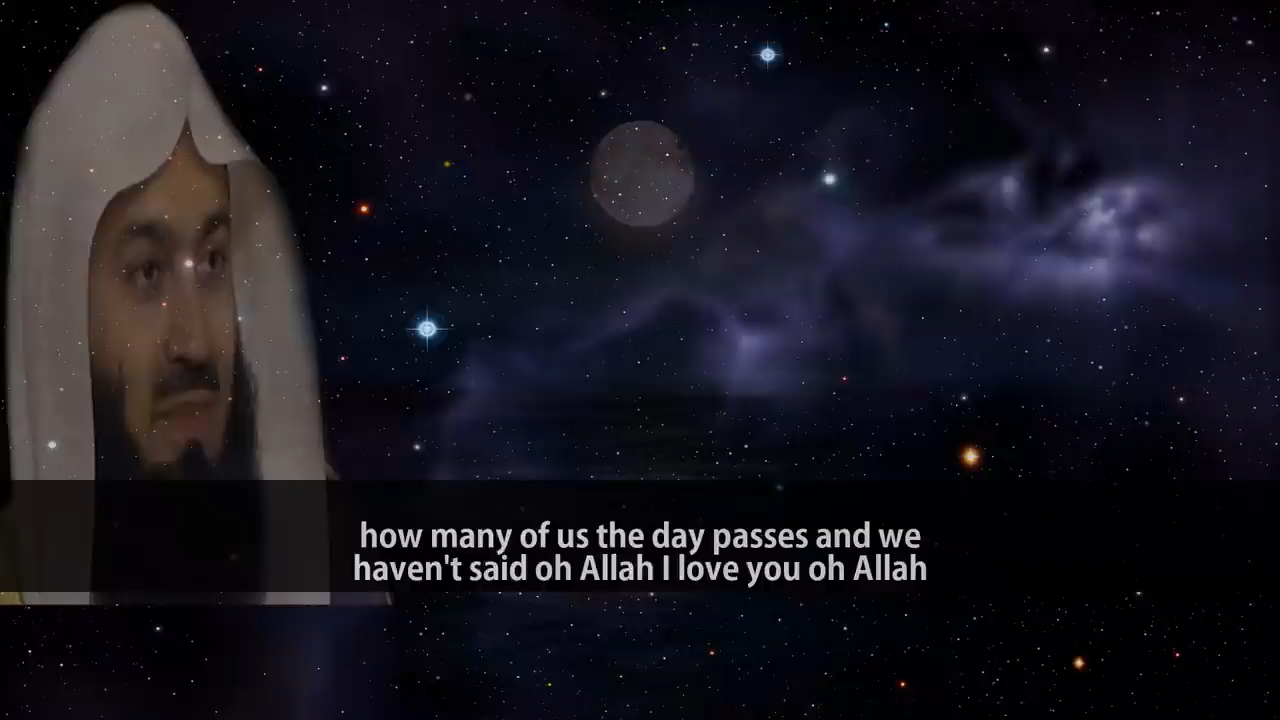 how many of us the day passes and we
haven't said oh Allah I love you oh Allah